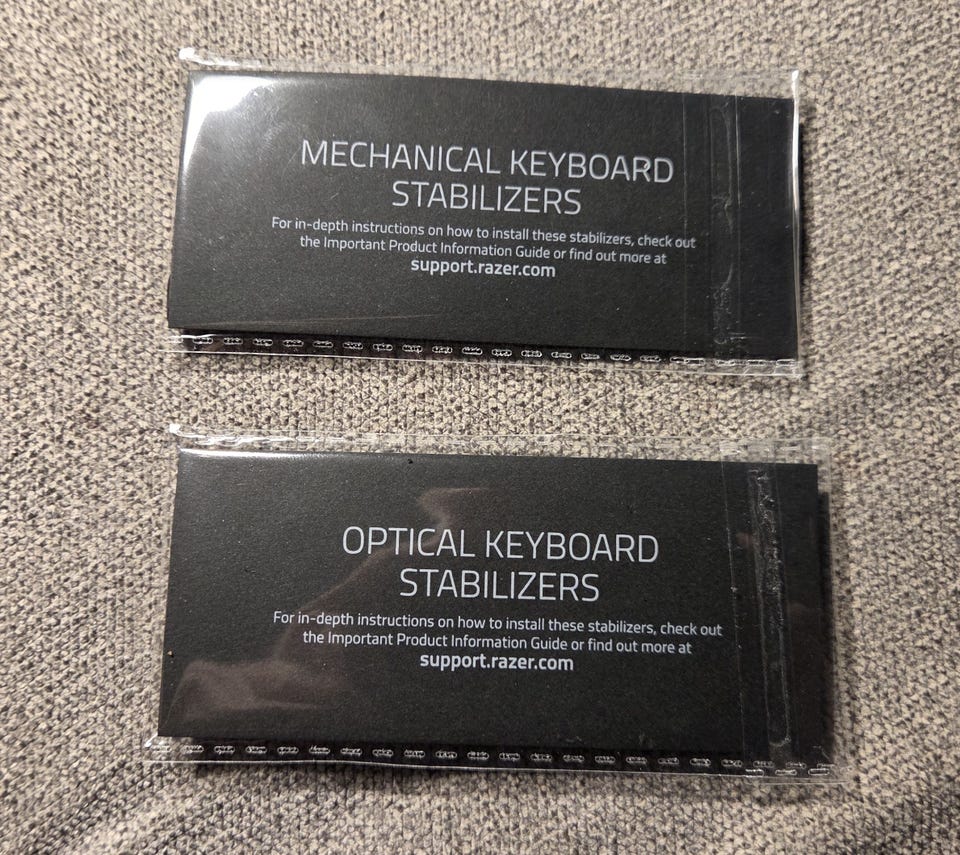 MECHANICAL KEYBOARD
STABILIZERS
For in-depth instructions on how to install these stabilizers, check out
the Important Product Information Guide or find out more at
support.razer.com
OPTICAL KEYBOARD
STABILIZERS
For in-depth instructions on how to install these stabilizers, check out
the Important Product Information Guide or find out more at
support.razer.com